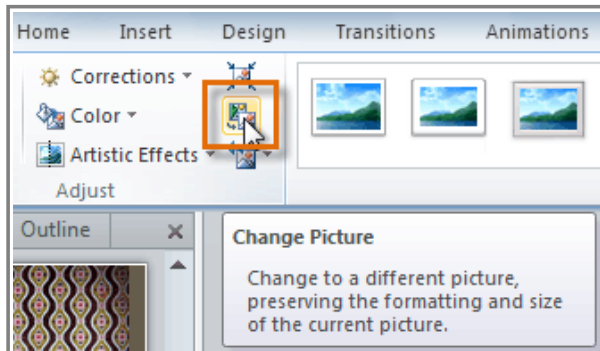 Home Insert Design Transitions Animations
Corrections
Color
Artistic Effects
Adjust
Outline
Change Picture
Change to a different picture,
preserving the formatting and size
of the current picture.